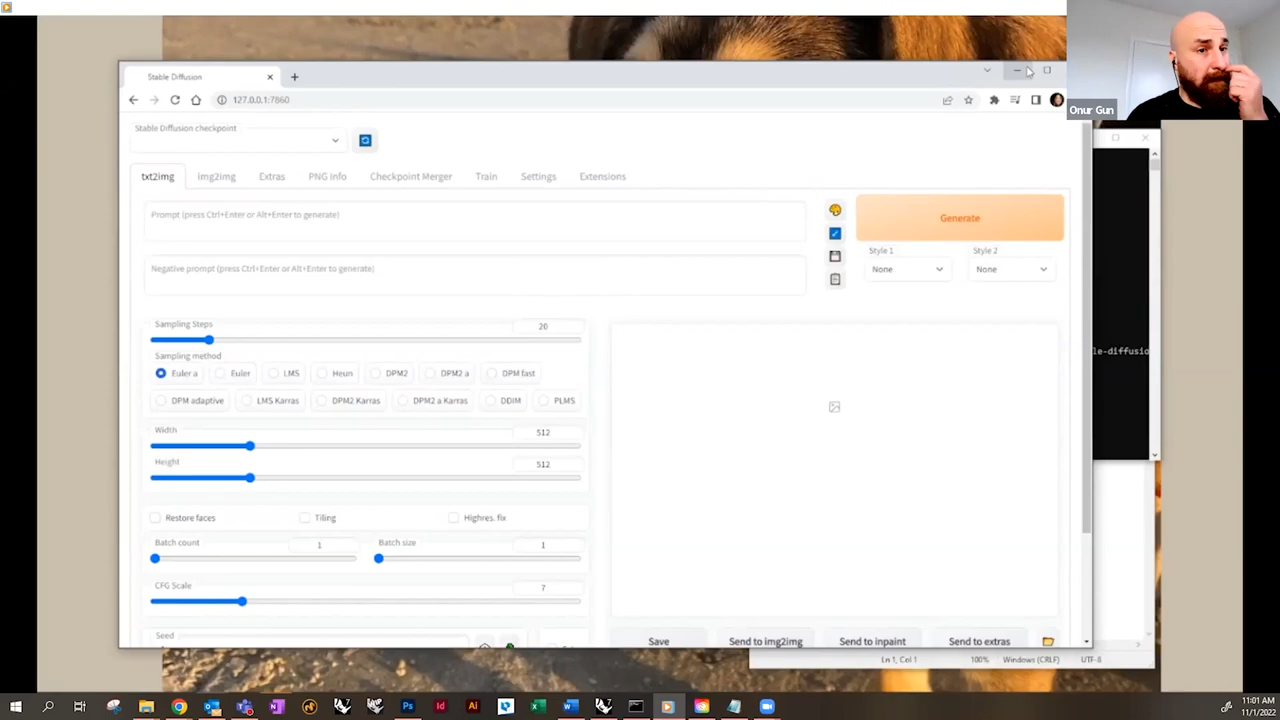 Stable Diffusion
127.0.0.1:7860
Onur Gun
Stable Diffusion checkpoint
txt2img img2img Extras PNG Info Checkpoint Merger Train Settings Extensions
Prompt (press Ctrl+Enter or Alt+Enter to generate)
Generate
Negative prompt (press Ctrl+Enter or Alt+Enter to generate)
Style 1 Style 2
None None
Sampling Steps 20
Sampling method
Euler a Euler LMS Heun DPM2 DPM2 a DPM fast
DPM adaptive LMS Karras DPM2 Karras DPM2 a Karras DDIM PLMS
le-diffusio
Width 512
Height 512
Restore faces Tiling Highres. fix
Batch count 1 Batch size 1
CFG Scale 7
Seed
Save Send to img2img Send to inpaint Send to extras
Ln 1, Col 1 100% Windows (CRLF) UTF-8
Id Ai
11:01 AM
11/1/2022